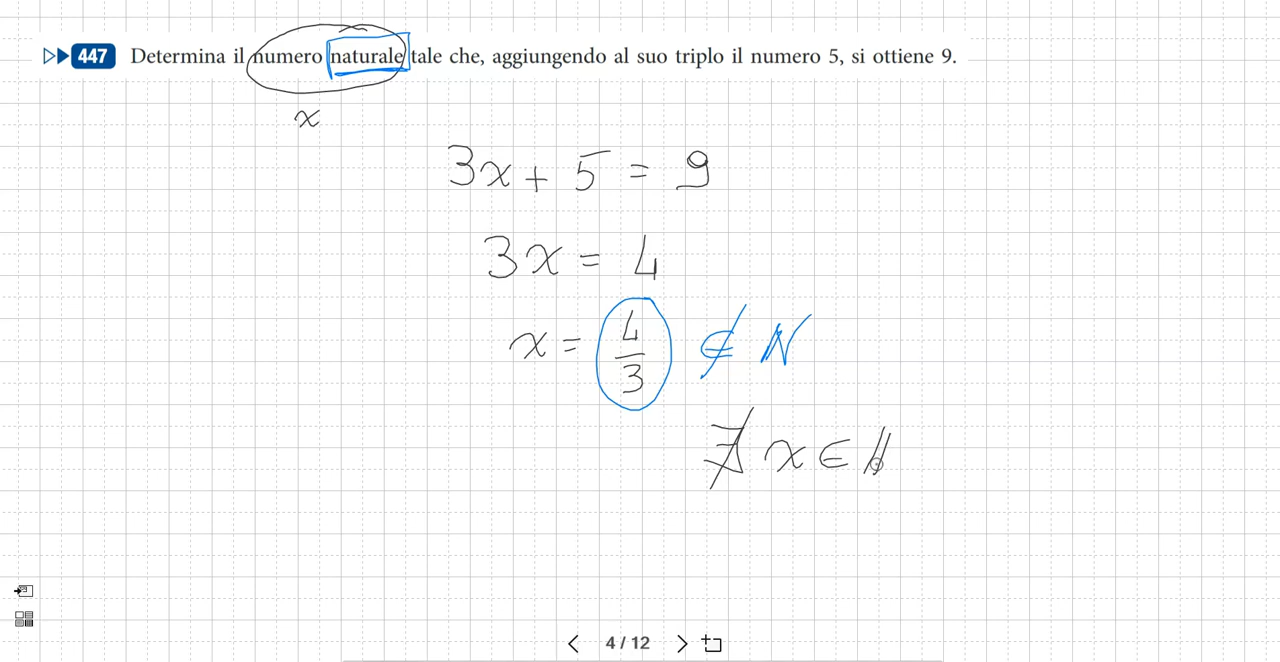 447 Determina il numero naturale tale che, aggiungendo al suo triplo il numero 5, si ottiene 9.
x
3x + 5 = 9
3x = 4
x = 4/3 ∉ N
∄ x ∈ N
4 / 12